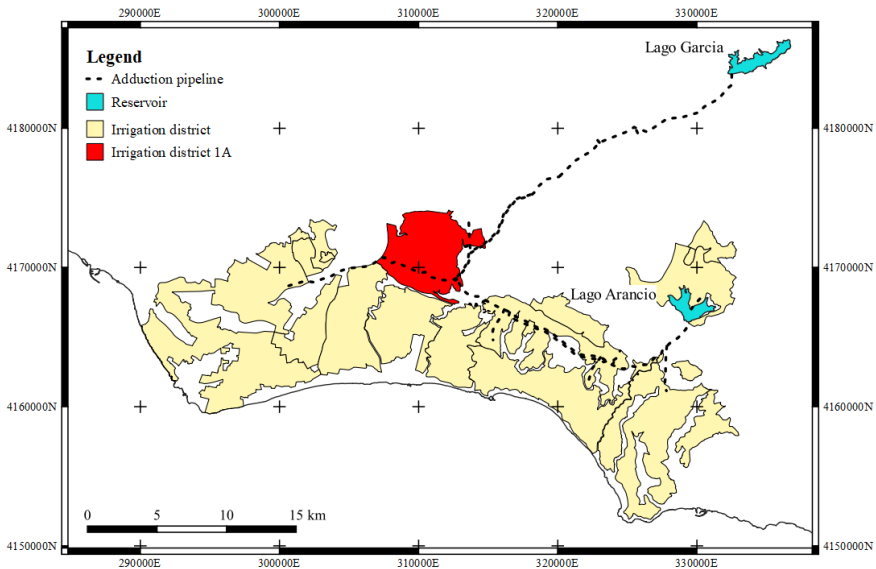 290000E 300000E 310000E 320000E 330000E
Lago Garcia
Legend
Adduction pipeline
Reservoir
Irrigation district
Irrigation district 1A
4180000N 4180000N
4170000N 4170000N
Lago Arancio
4160000N 4160000N
0 5 10 15 km
4150000N 4150000N
290000E 300000E 310000E 320000E 330000E